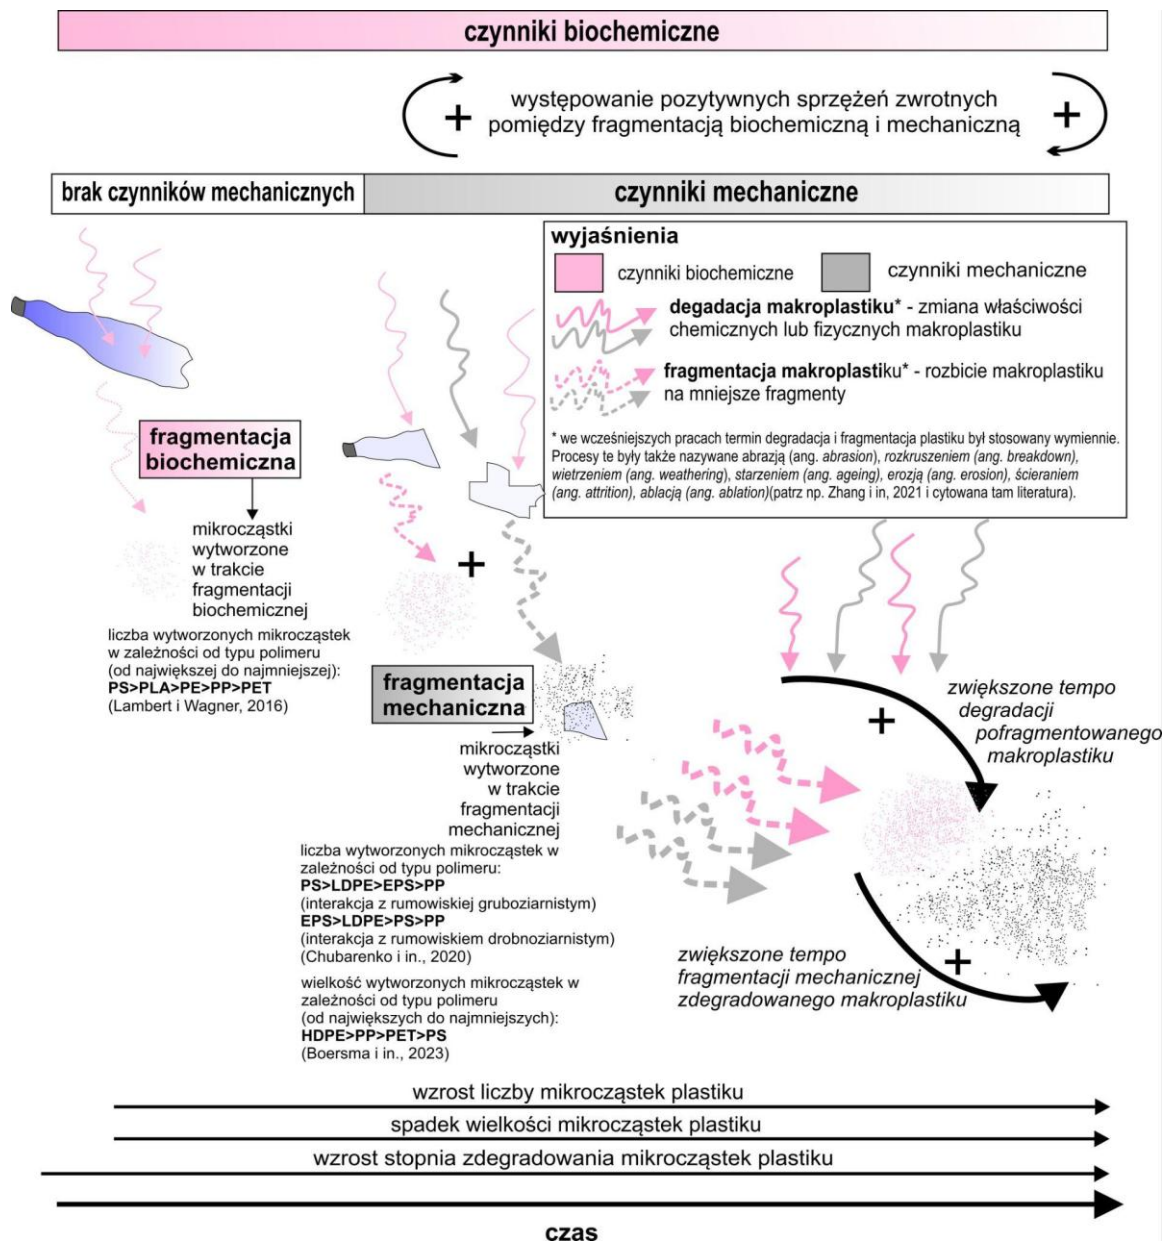 czynniki biochemiczne
występowanie pozytywnych sprzężeń zwrotnych
pomiędzy fragmentacją biochemiczną i mechaniczną
+
+
brak czynników mechanicznych
czynniki mechaniczne
wyjaśnienia
czynniki biochemiczne
czynniki mechaniczne
degadacja makroplastiku* - zmiana właściwości
chemicznych lub fizycznych makroplastiku
fragmentacja makroplastiku* - rozbicie makroplastiku
na mniejsze fragmenty
* we wcześniejszych pracach termin degradacja i fragmentacja plastiku był stosowany wymiennie.
Procesy te były także nazywane abrazją (ang. abrasion), rozkruszeniem (ang. breakdown),
wietrzeniem (ang. weathering), starzeniem (ang. ageing), erozją (ang. erosion), ścieraniem
(ang. attrition), ablacją (ang. ablation)(patrz np. Zhang i in, 2021 i cytowana tam literatura).
fragmentacja
biochemiczna
mikrocząstki
wytworzone
w trakcie
fragmentacji
biochemicznej
liczba wytworzonych mikrocząstek
w zależności od typu polimeru
(od największej do najmniejszej):
PS>PLA>PE>PP>PET
(Lambert i Wagner, 2016)
+
fragmentacja
mechaniczna
mikrocząstki
wytworzone
w trakcie
fragmentacji
mechanicznej
liczba wytworzonych mikrocząstek w
zależności od typu polimeru:
PS>LDPE>EPS>PP
(interakcja z rumowiskiej gruboziarnistym)
EPS>LDPE>PS>PP
(interakcja z rumowiskiem drobnoziarnistym)
(Chubarenko i in., 2020)
wielkość wytworzonych mikrocząstek w
zależności od typu polimeru
(od największych do najmniejszych):
HDPE>PP>PET>PS
(Boersma i in., 2023)
+
zwiększone tempo
degradacji
pofragmentowanego
makroplastiku
+
zwiększone tempo
fragmentacji mechanicznej
zdegradowanego makroplastiku
wzrost liczby mikrocząstek plastiku
spadek wielkości mikrocząstek plastiku
wzrost stopnia zdegradowania mikrocząstek plastiku
czas